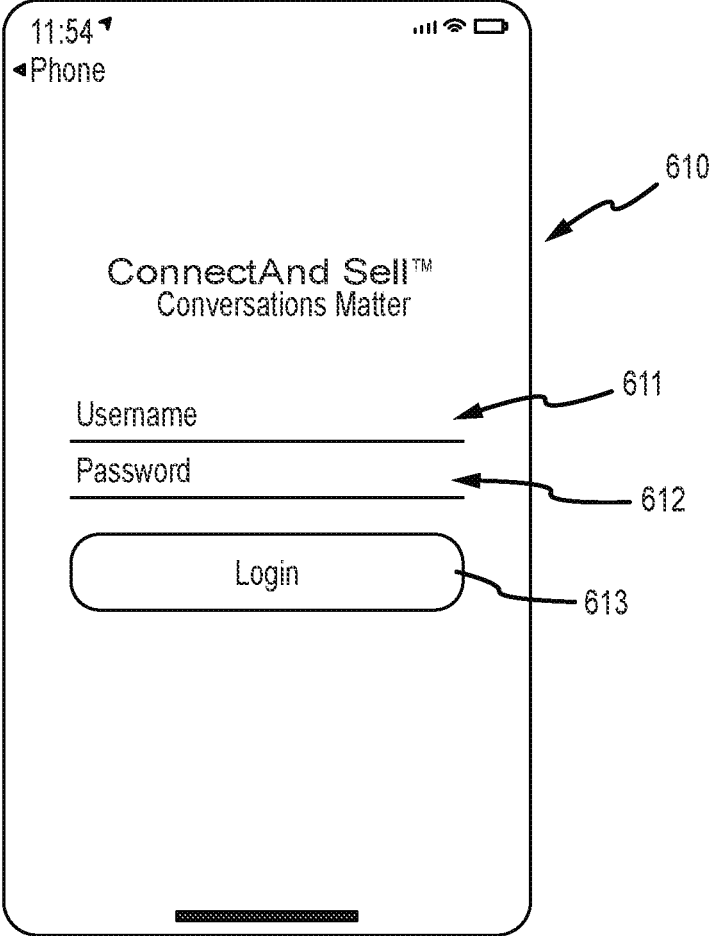 11:54
Phone
610
ConnectAnd Sell™
Conversations Matter
611
Username
Password
612
Login
613